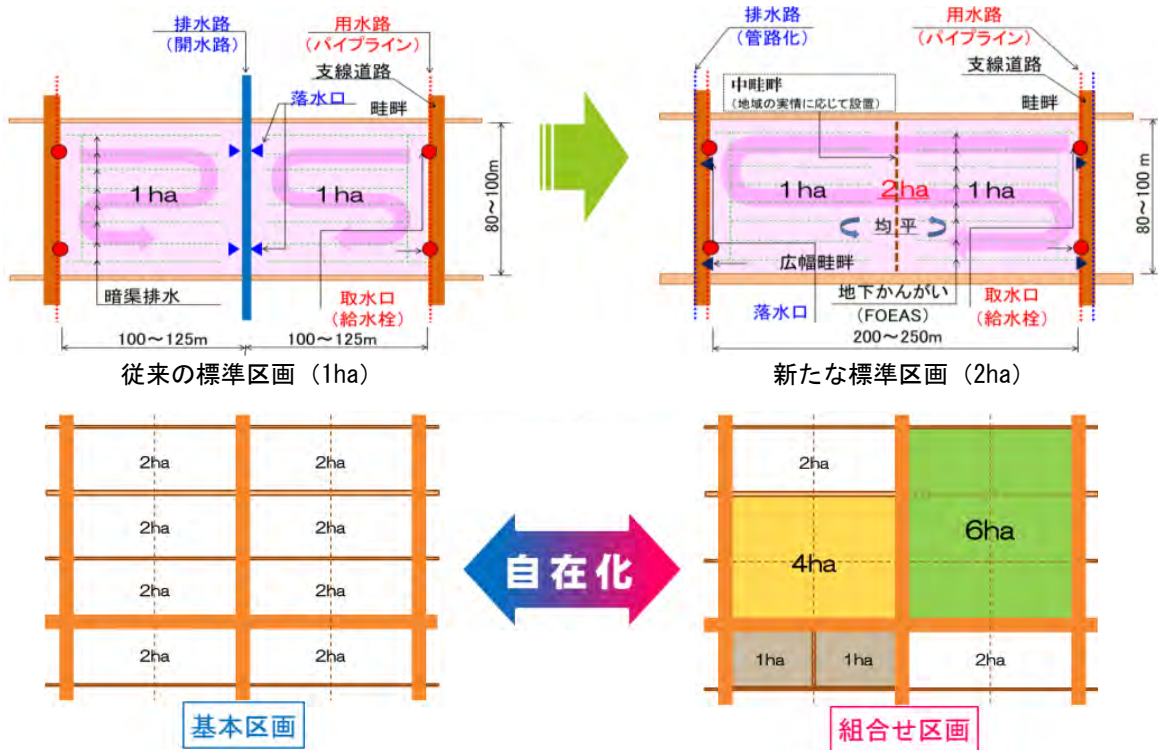 排水路
(開水路)
用水路
(パイプライン)
支線道路
落水口
畦畔
1ha
1ha
80～100m
暗渠排水
取水口
(給水栓)
100～125m
100～125m
従来の標準区画（1ha）
排水路
(管路化)
用水路
(パイプライン)
支線道路
中畦畔
(地域の実情に応じて設置)
畦畔
1ha
2ha
1ha
均平
80～100m
広幅畦畔
地下かんがい
(FOEAS)
落水口
取水口
(給水栓)
200～250m
新たな標準区画（2ha）
2ha
2ha
2ha
2ha
2ha
2ha
2ha
2ha
基本区画
自在化
2ha
6ha
4ha
1ha
1ha
2ha
組合せ区画